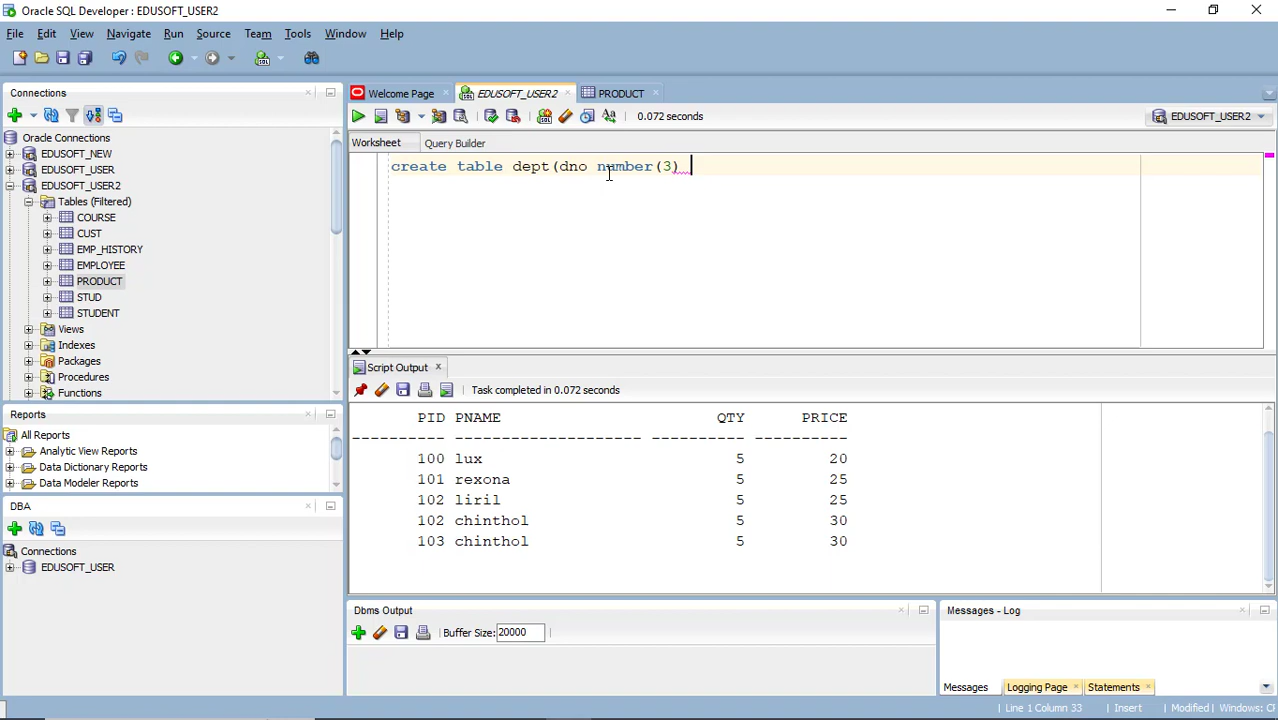 Oracle SQL Developer : EDUSOFT_USER2
File Edit View Navigate Run Source Team Tools Window Help
Connections
Oracle Connections
EDUSOFT_NEW
EDUSOFT_USER
EDUSOFT_USER2
Tables (Filtered)
COURSE
CUST
EMP_HISTORY
EMPLOYEE
PRODUCT
STUD
STUDENT
Views
Indexes
Packages
Procedures
Functions
Reports
All Reports
Analytic View Reports
Data Dictionary Reports
Data Modeler Reports
DBA
Connections
EDUSOFT_USER
Welcome Page EDUSOFT_USER2 PRODUCT
0.072 seconds EDUSOFT_USER2
Worksheet Query Builder
create table dept(dno number(3)
Script Output
Task completed in 0.072 seconds
PID PNAME QTY PRICE
---------- -------------------- ---------- ----------
100 lux 5 20
101 rexona 5 25
102 liril 5 25
102 chinthol 5 30
103 chinthol 5 30
Dbms Output
Buffer Size: 20000
Messages - Log
Messages Logging Page Statements
Line 1 Column 33 Insert Modified Windows: CF